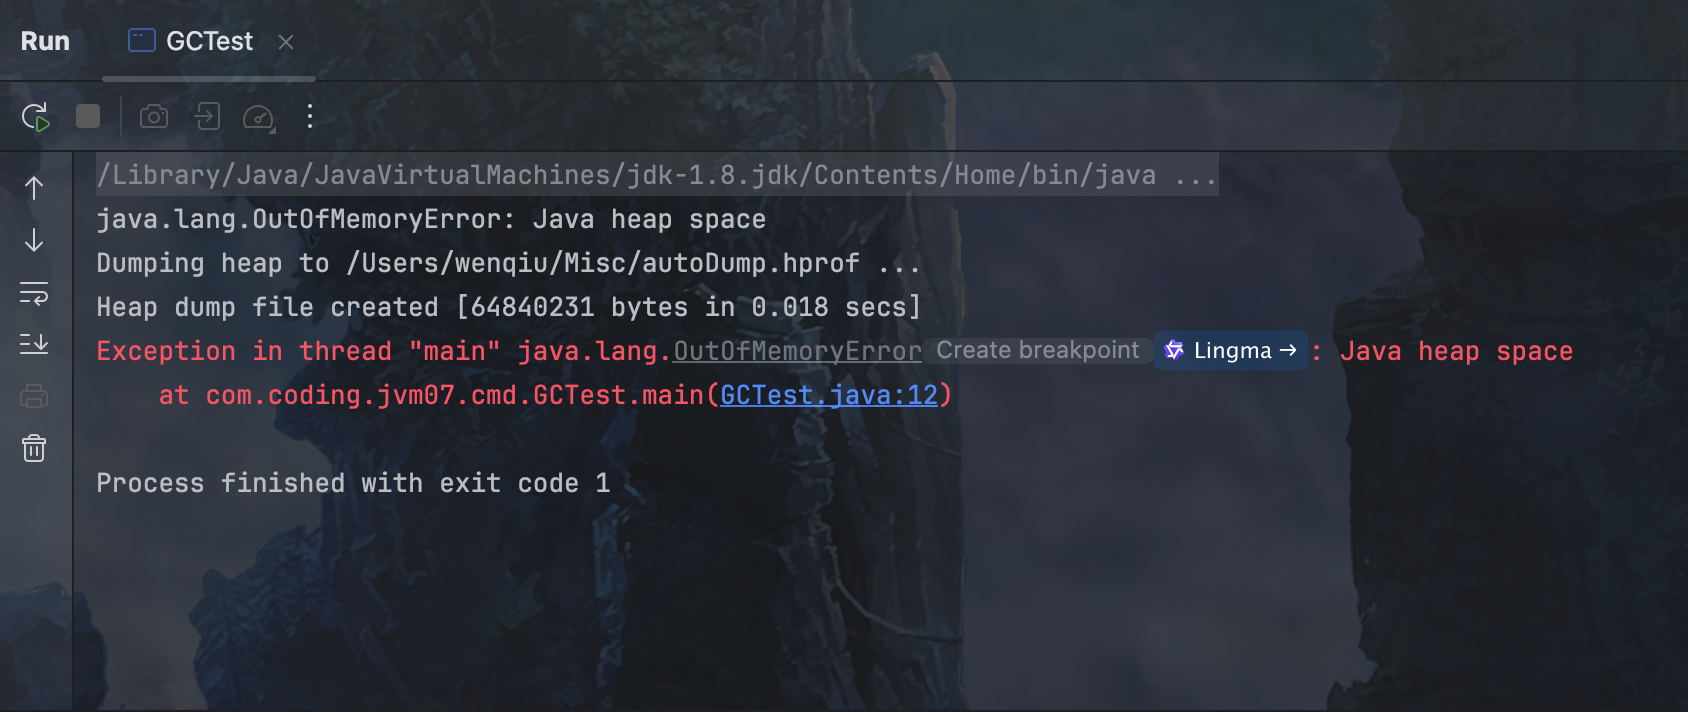 Run GCTest
/Library/Java/JavaVirtualMachines/jdk-1.8.jdk/Contents/Home/bin/java ...
java.lang.OutOfMemoryError: Java heap space
Dumping heap to /Users/wenqiu/Misc/autoDump.hprof ...
Heap dump file created [64840231 bytes in 0.018 secs]
Exception in thread "main" java.lang.OutOfMemoryError Create breakpoint Lingma → : Java heap space
    at com.coding.jvm07.cmd.GCTest.main(GCTest.java:12)
Process finished with exit code 1